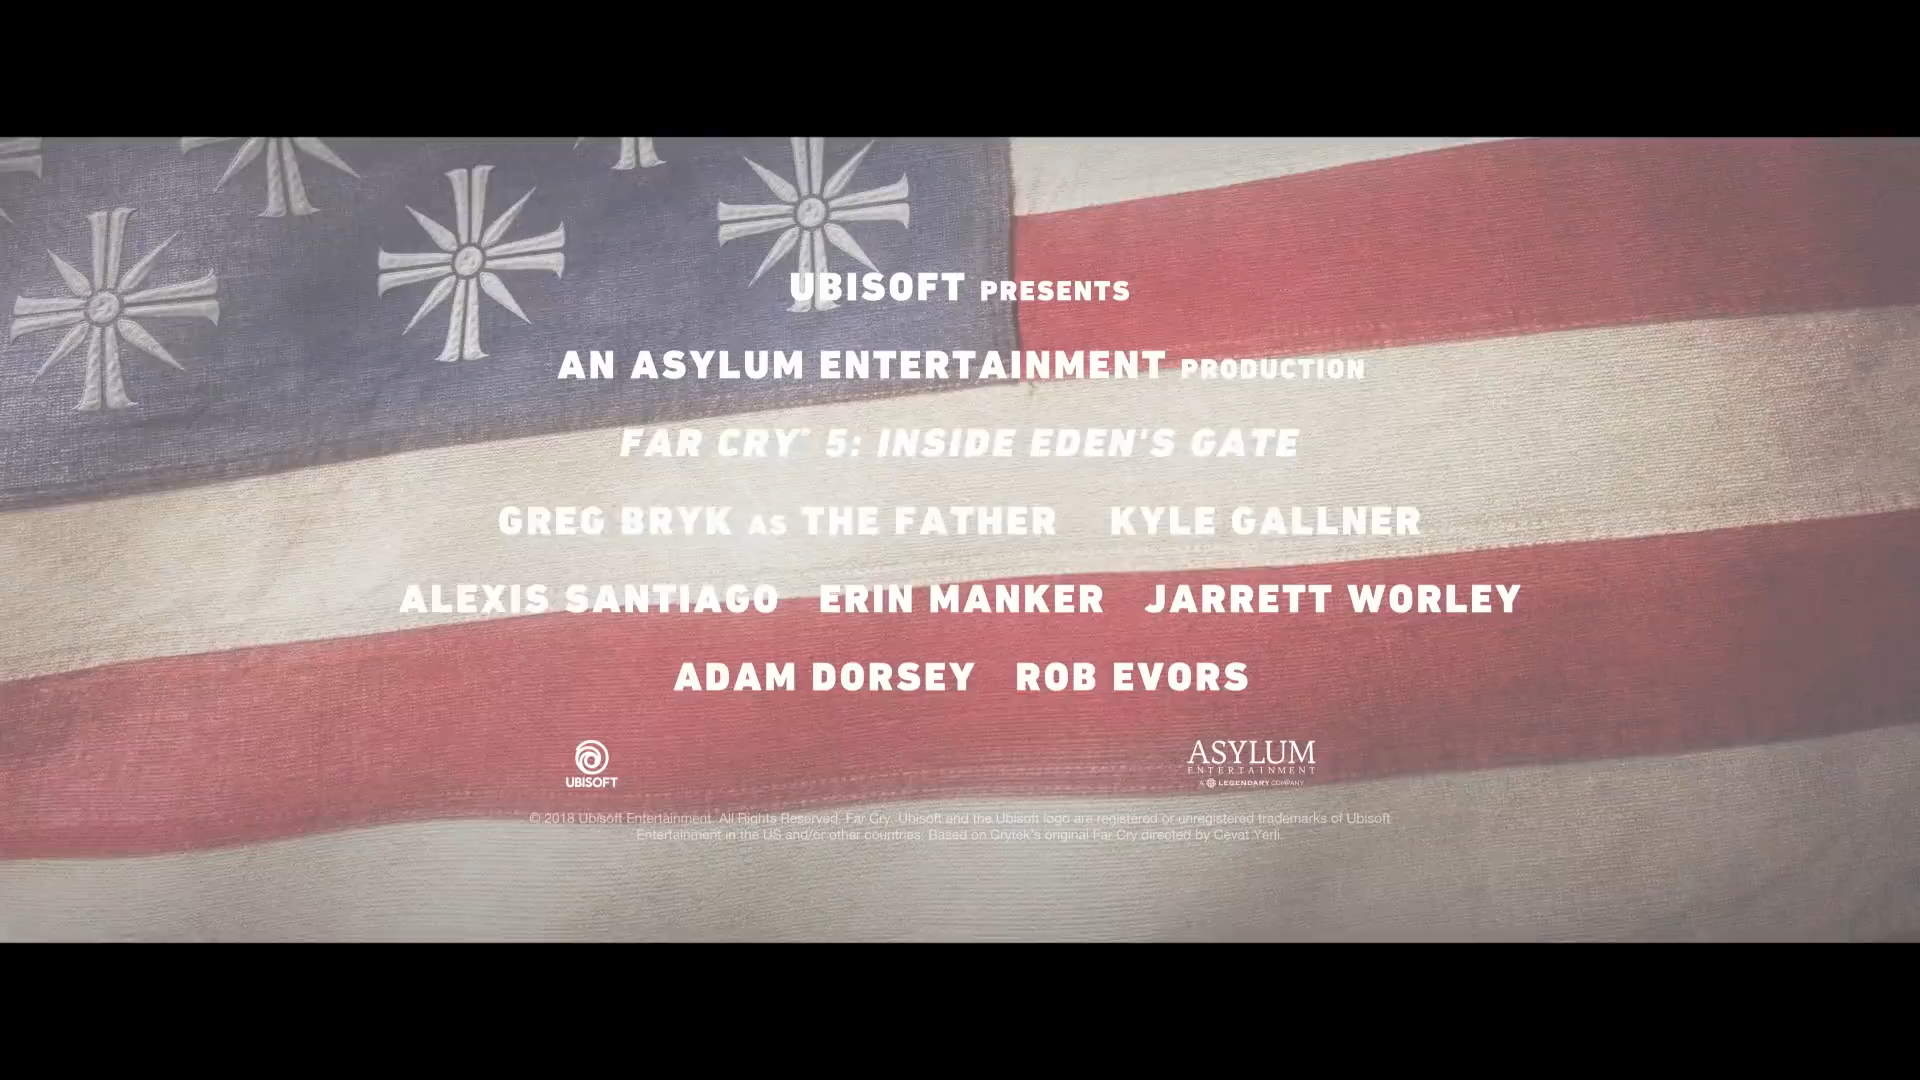 UBISOFT PRESENTS
AN ASYLUM ENTERTAINMENT PRODUCTION
FAR CRY® 5: INSIDE EDEN'S GATE
GREG BRYK AS THE FATHER KYLE GALLNER
ALEXIS SANTIAGO ERIN MANKER JARRETT WORLEY
ADAM DORSEY ROB EVORS
UBISOFT
ASYLUM
ENTERTAINMENT
A LEGENDARY COMPANY
© 2018 Ubisoft Entertainment. All Rights Reserved. Far Cry, Ubisoft and the Ubisoft logo are registered or unregistered trademarks of Ubisoft
Entertainment in the US and/or other countries. Based on Crytek's original Far Cry directed by Cevat Yerli.